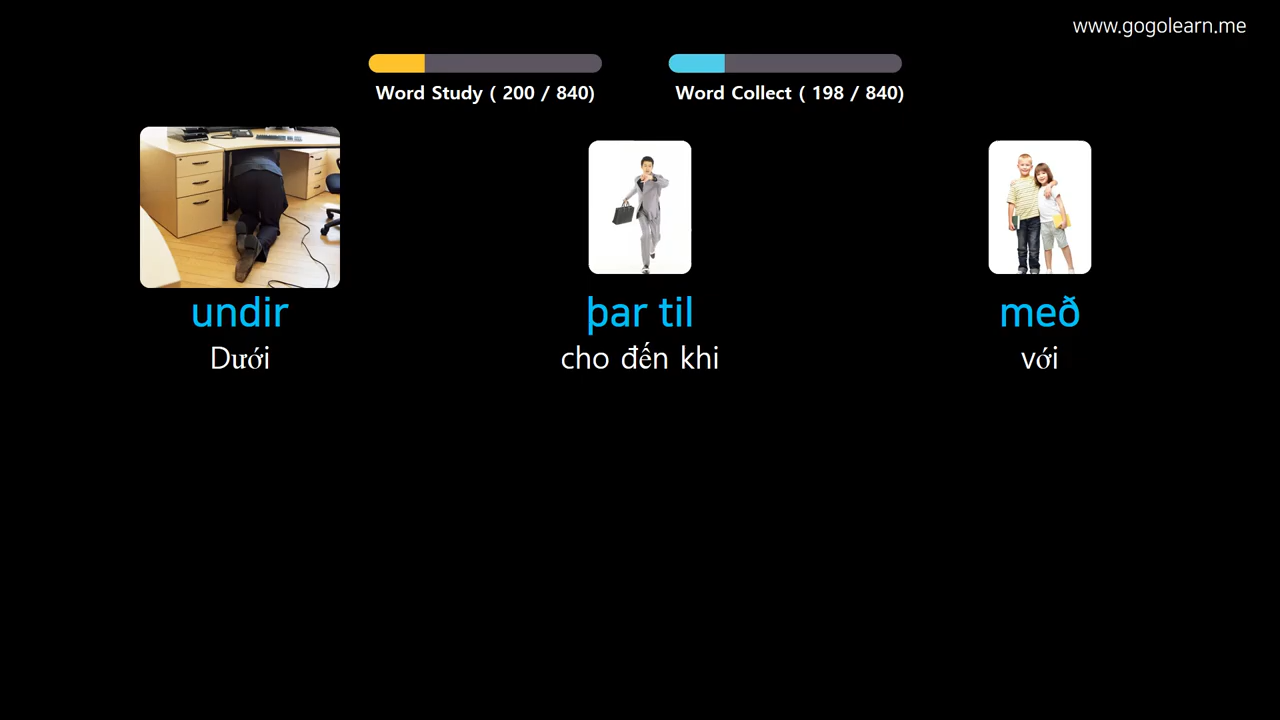 www.gogolearn.me
Word Study ( 200 / 840)
Word Collect ( 198 / 840)
undir
þar til
með
Dưới
cho đến khi
với